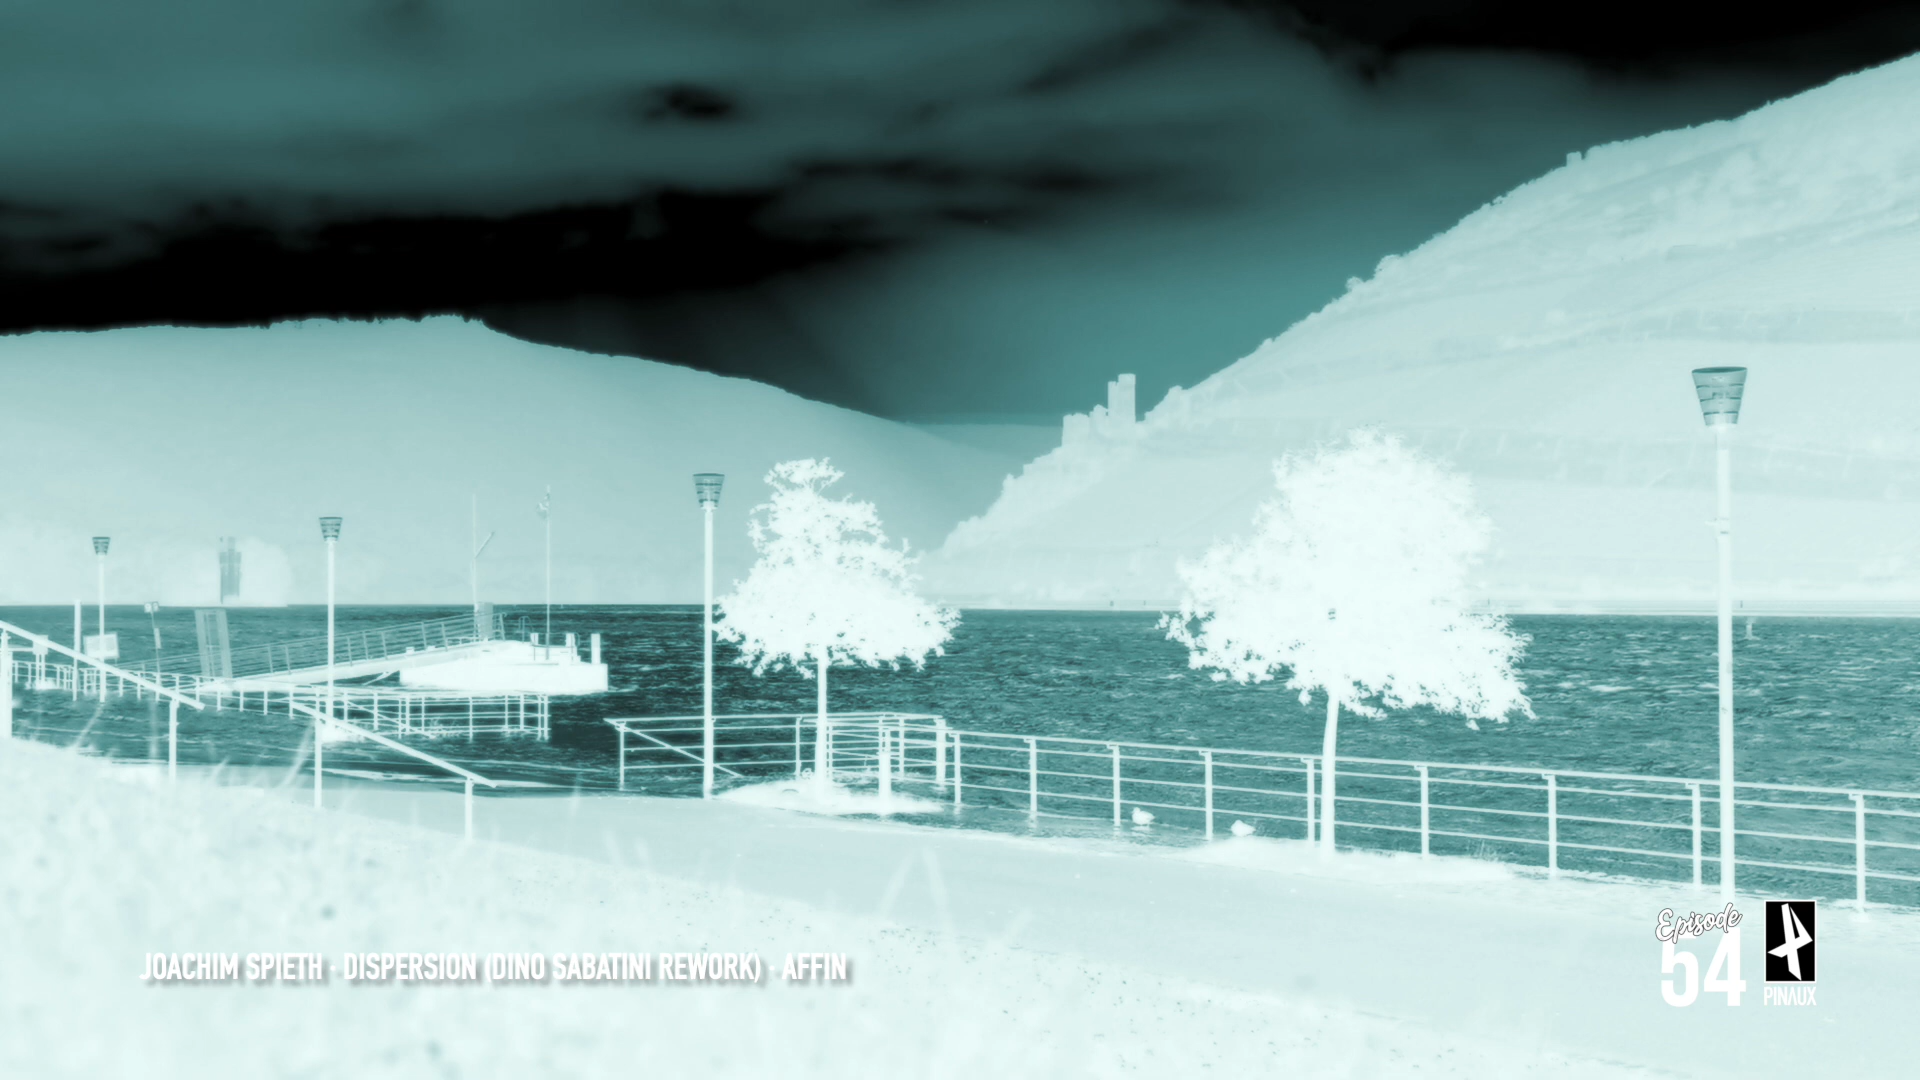 JOACHIM SPIETH · DISPERSION (DINO SABATINI REWORK) · AFFIN
Episode
54
PINAUX